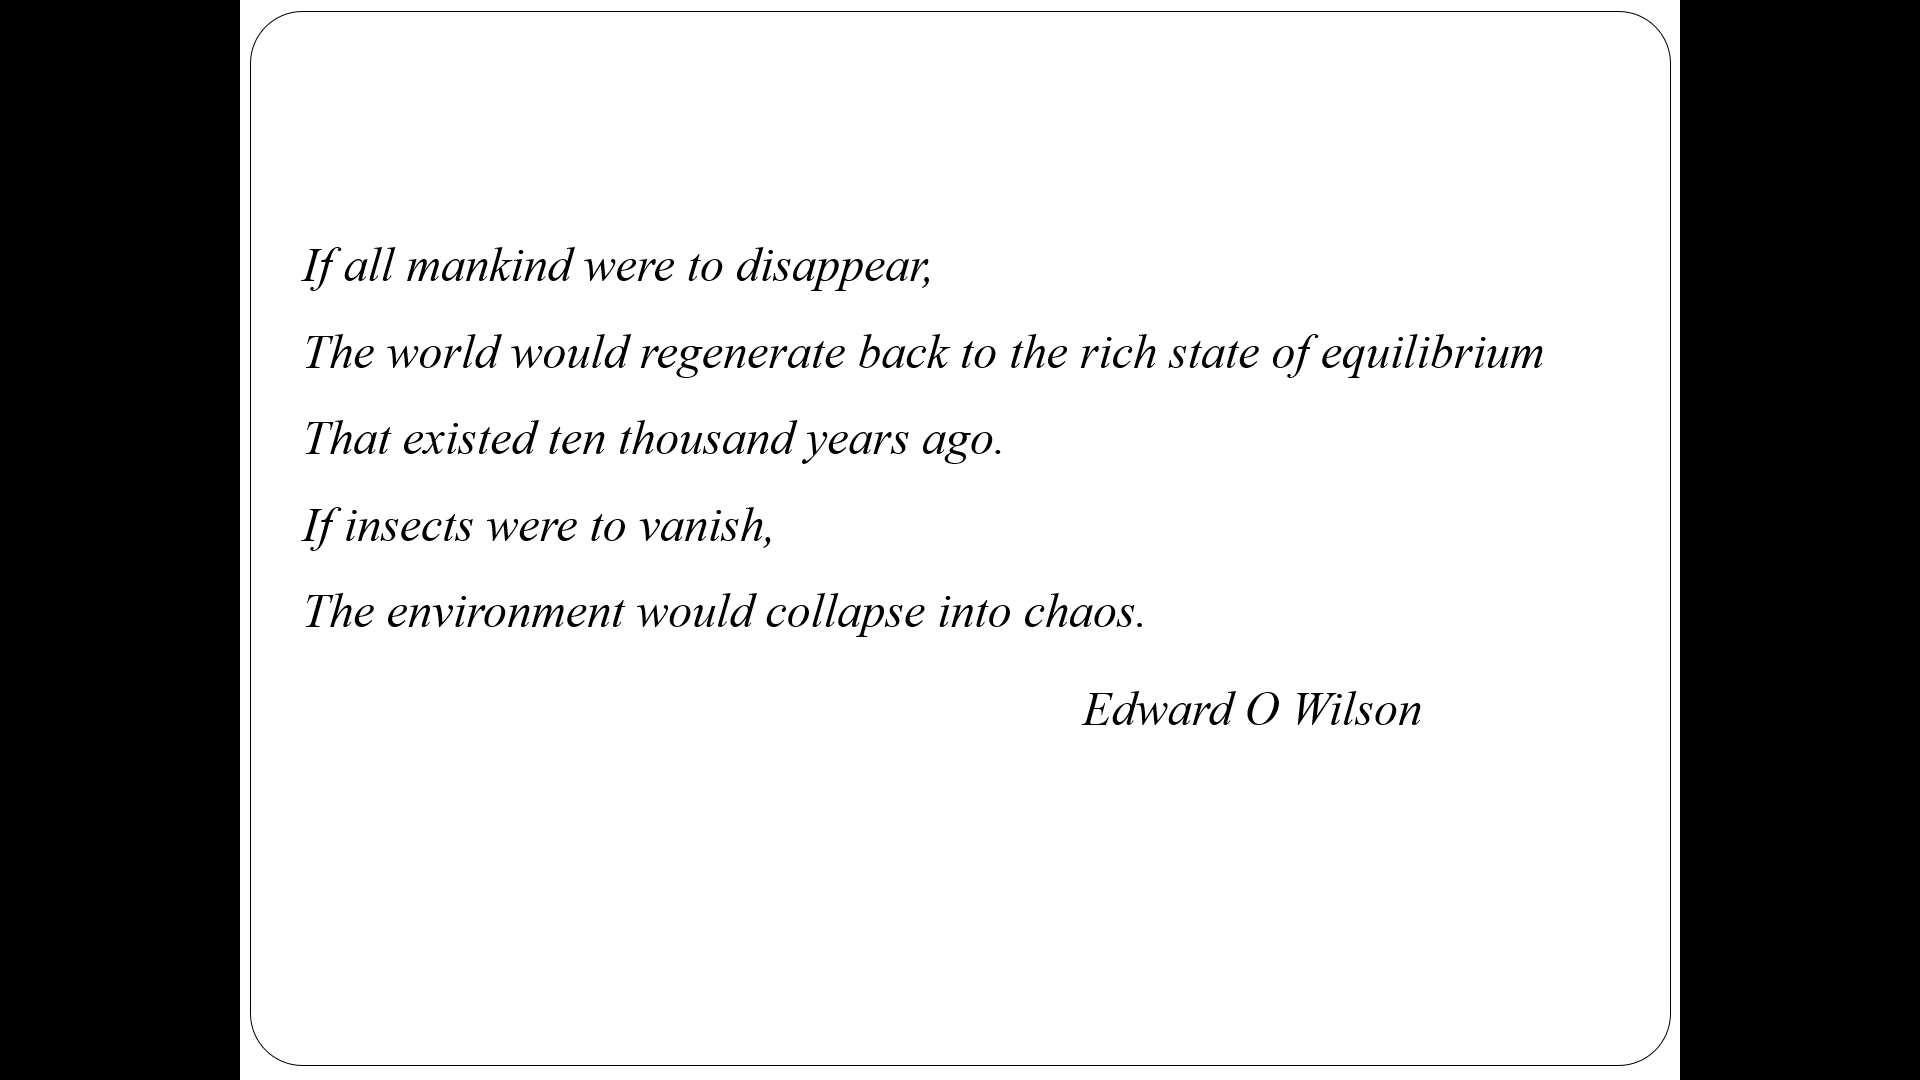 If all mankind were to disappear,
The world would regenerate back to the rich state of equilibrium
That existed ten thousand years ago.
If insects were to vanish,
The environment would collapse into chaos.
Edward O Wilson